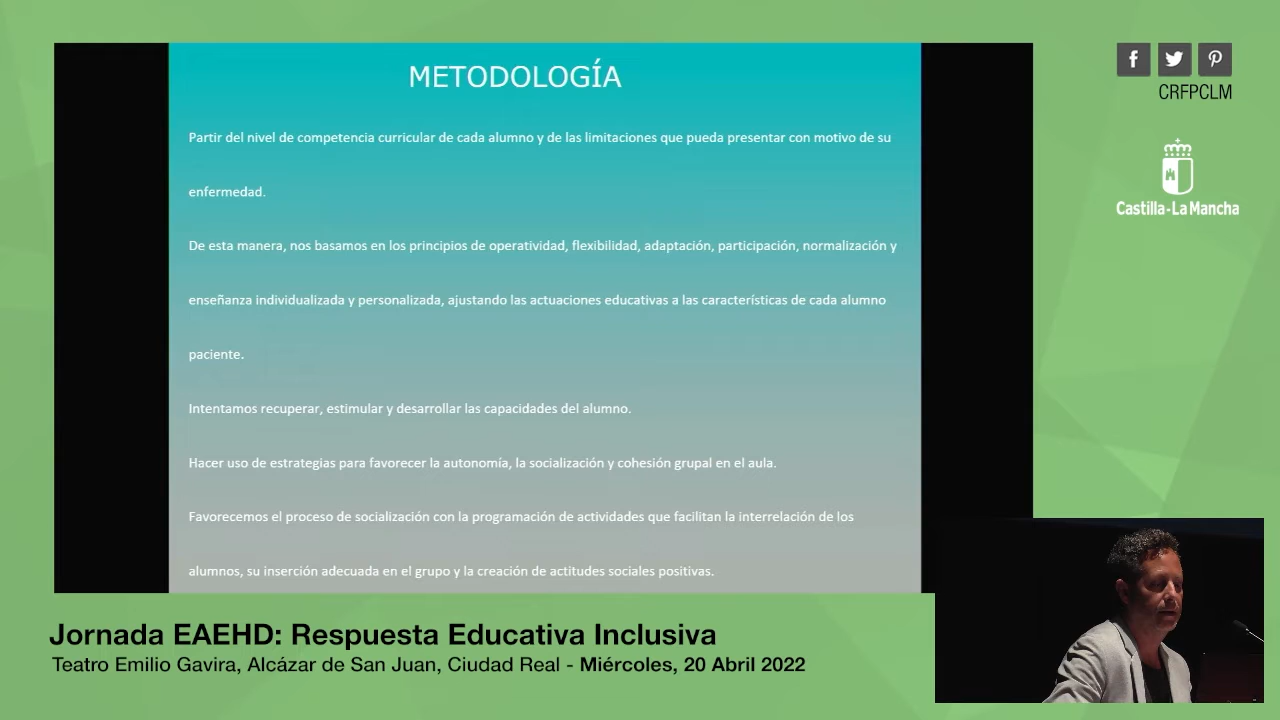 METODOLOGÍA
Partir del nivel de competencia curricular de cada alumno y de las limitaciones que pueda presentar con motivo de su
enfermedad.
De esta manera, nos basamos en los principios de operatividad, flexibilidad, adaptación, participación, normalización y
enseñanza individualizada y personalizada, ajustando las actuaciones educativas a las características de cada alumno
paciente.
Intentamos recuperar, estimular y desarrollar las capacidades del alumno.
Hacer uso de estrategias para favorecer la autonomía, la socialización y cohesión grupal en el aula.
Favorecemos el proceso de socialización con la programación de actividades que facilitan la interrelación de los
alumnos, su inserción adecuada en el grupo y la creación de actitudes sociales positivas.
CRFPCLM
Castilla-La Mancha
Jornada EAEHD: Respuesta Educativa Inclusiva
Teatro Emilio Gavira, Alcázar de San Juan, Ciudad Real - Miércoles, 20 Abril 2022